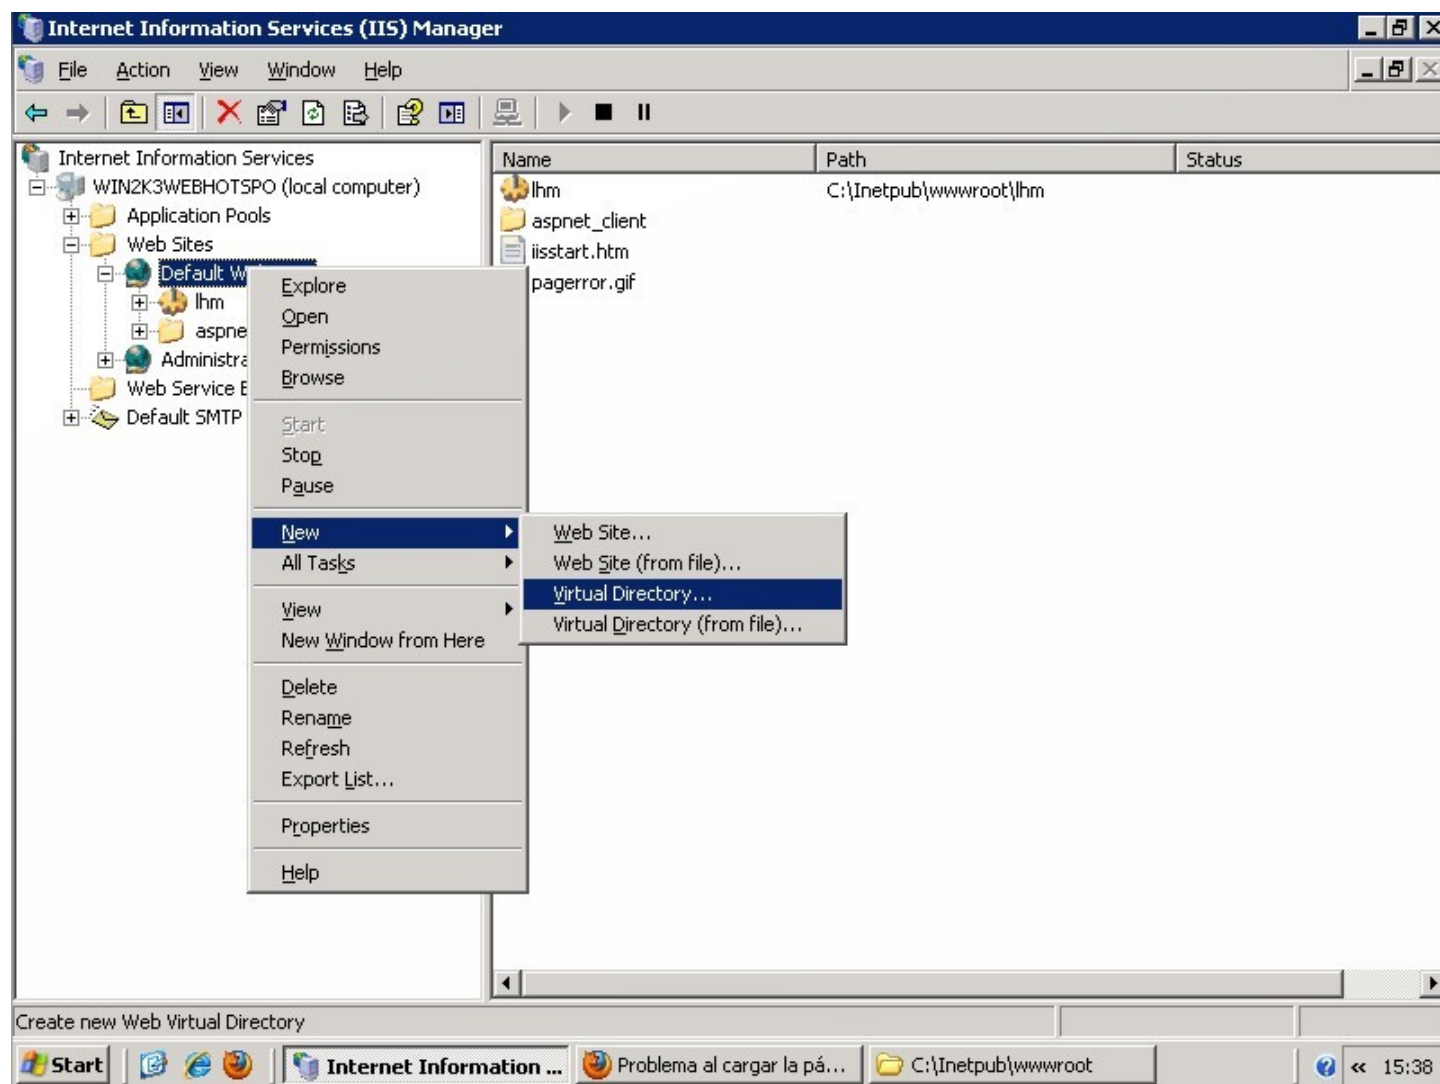 Internet Information Services (IIS) Manager
File Action View Window Help
Internet Information Services
WIN2K3WEBHOTSPO (local computer)
Application Pools
Web Sites
Default W
lhm
aspne
Administra
Web Service E
Default SMTP
Name Path Status
lhm C:\Inetpub\wwwroot\lhm
aspnet_client
iisstart.htm
pagerror.gif
Explore
Open
Permissions
Browse
Start
Stop
Pause
New
All Tasks
View
New Window from Here
Delete
Rename
Refresh
Export List...
Properties
Help
Web Site...
Web Site (from file)...
Virtual Directory...
Virtual Directory (from file)...
Create new Web Virtual Directory
Start Internet Information ... Problema al cargar la pá... C:\Inetpub\wwwroot « 15:38